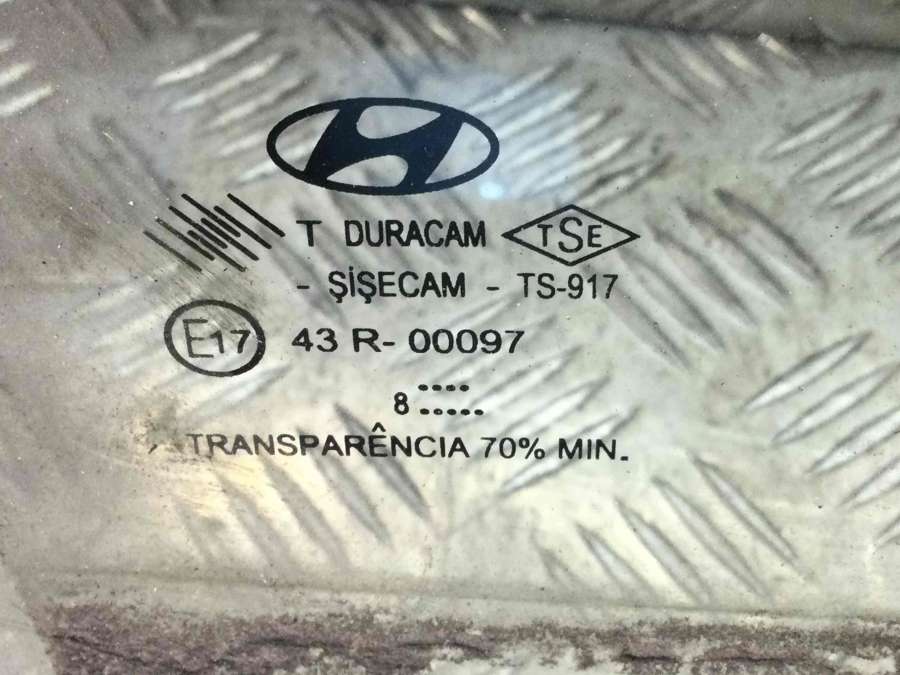 T DURACAM TSE
- ŞİŞECAM - TS-917
E17 43 R- 00097
8
TRANSPARÊNCIA 70% MIN.